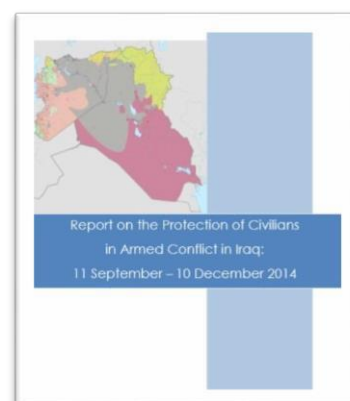 Report on the Protection of Civilians
in Armed Conflict in Iraq:
11 September – 10 December 2014